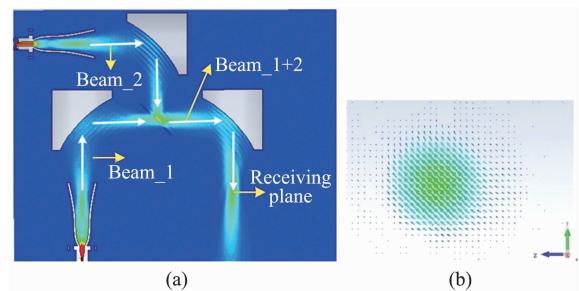 Beam_2
Beam_1+2
Beam_1
Receiving
plane
y
z
x
(a)
(b)